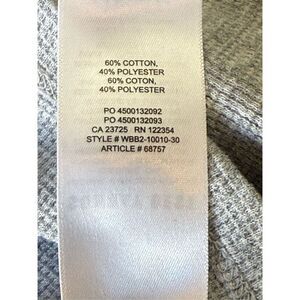 60% COTTON,
40% POLYESTER
60% COTON,
40% POLYESTER
PO 4500132092
PO 4500132093
CA 23725 RN 122354
STYLE # WBB2-10010-30
ARTICLE # 68757